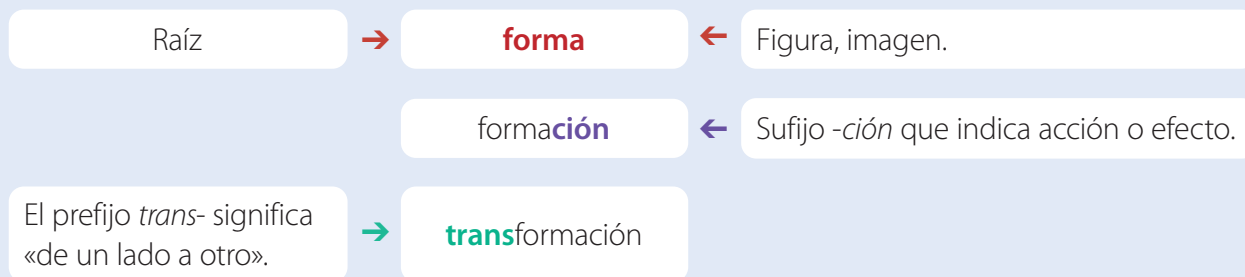 Raíz → forma ← Figura, imagen.
formación ← Sufijo -ción que indica acción o efecto.
El prefijo trans- significa
«de un lado a otro». → transformación